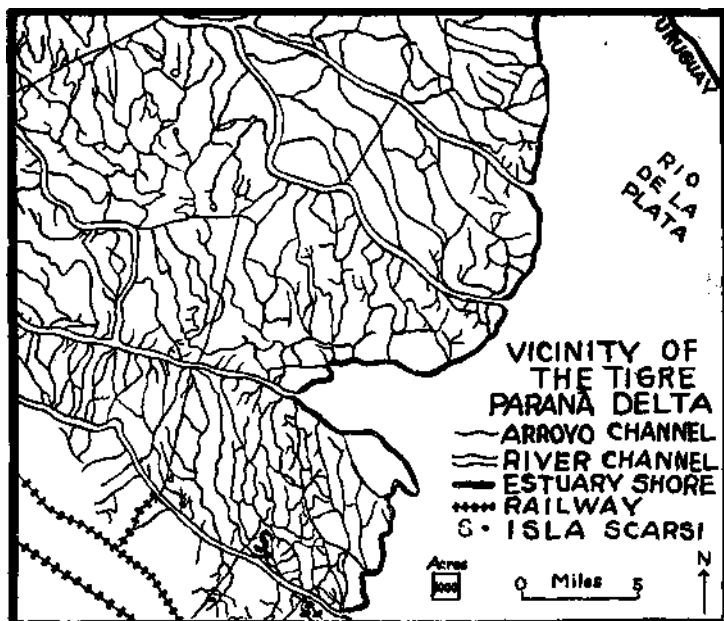 URUGUAY
RIO
DE LA
PLATA
VICINITY OF
THE TIGRE
PARANÁ DELTA
ARROYO CHANNEL
RIVER CHANNEL
ESTUARY SHORE
RAILWAY
S • ISLA SCARSI
Acres
1000
0 Miles 5
N
S